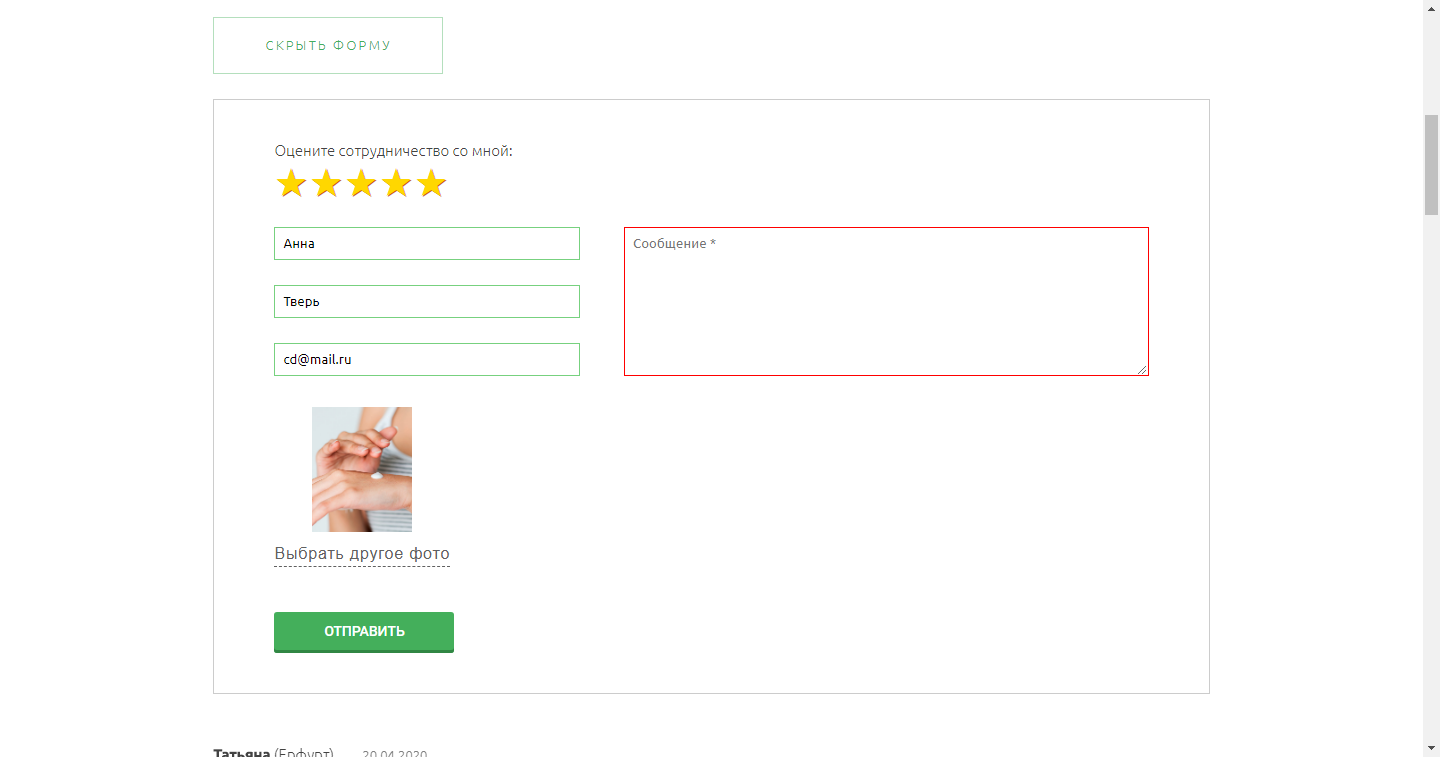 СКРЫТЬ ФОРМУ
Оцените сотрудничество со мной:
Анна
Сообщение *
Тверь
cd@mail.ru
Выбрать другое фото
ОТПРАВИТЬ
Татьяна (Ерфурт) 20.04.2020